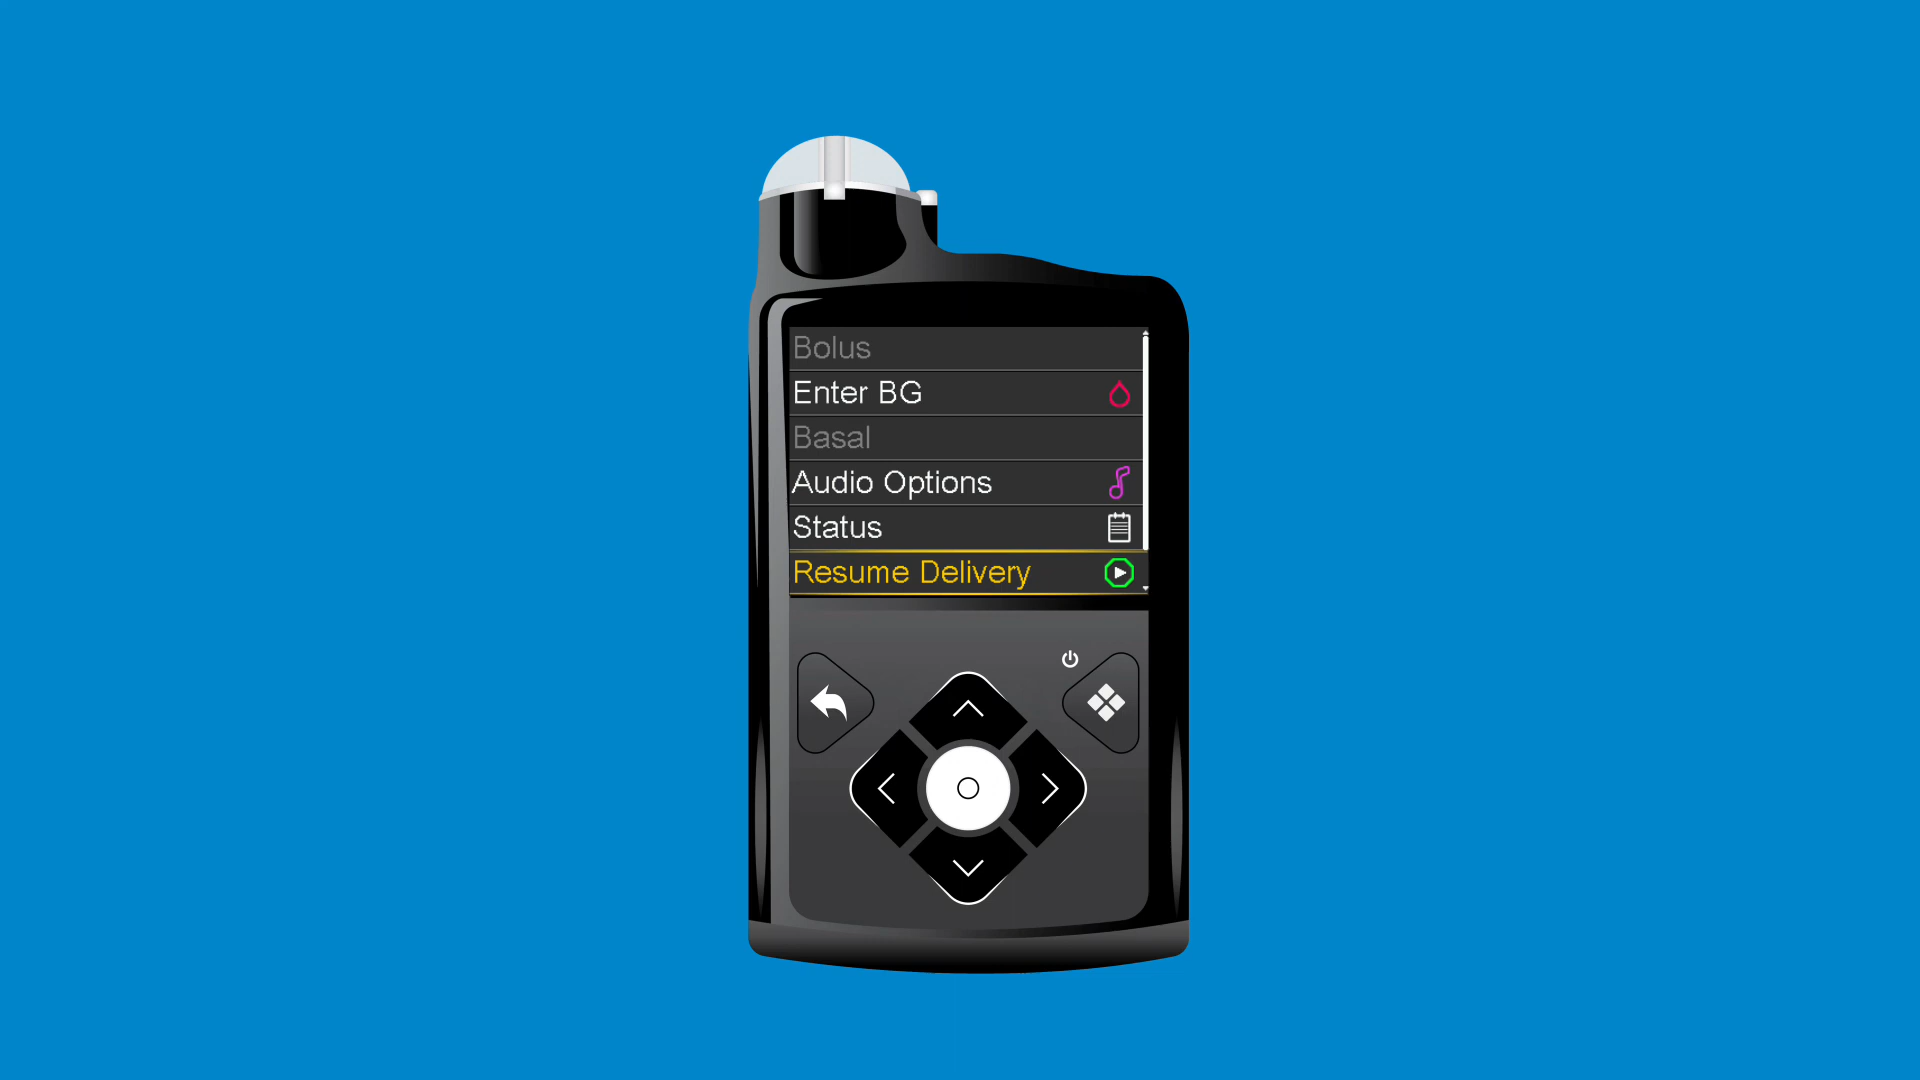 Bolus
Enter BG
Basal
Audio Options
Status
Resume Delivery